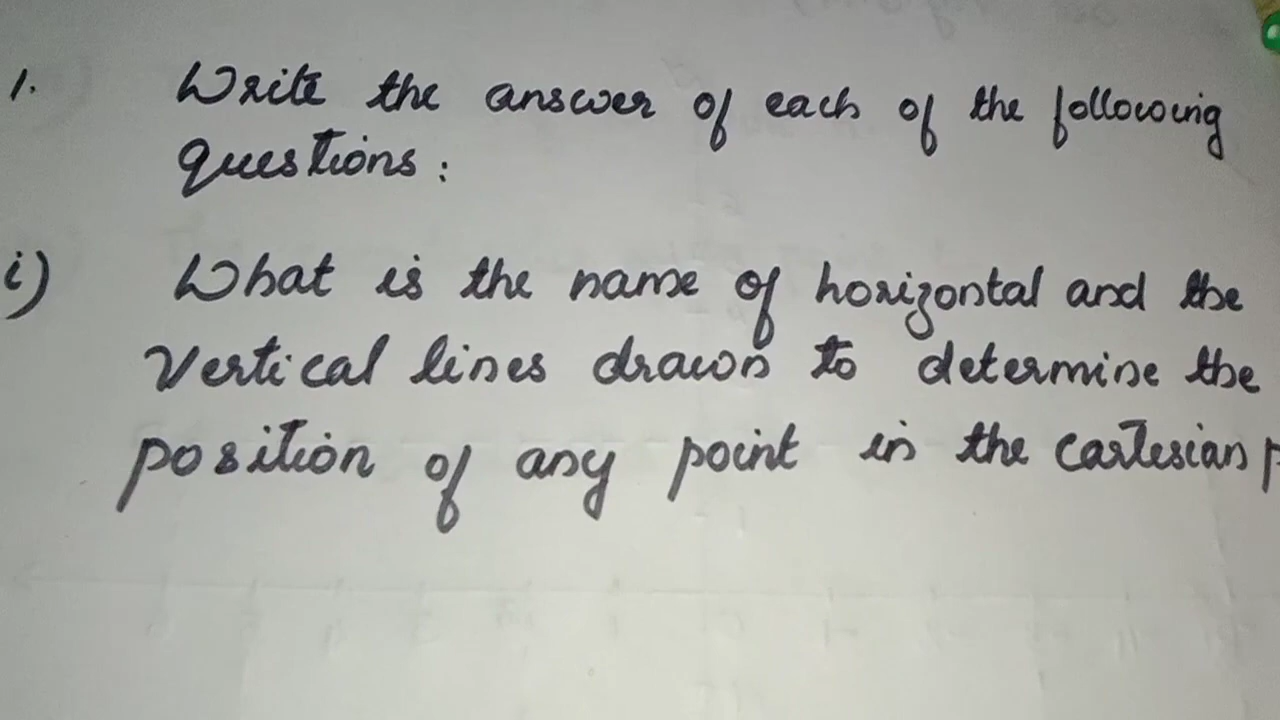 1. Write the answer of each of the following
questions:
i) What is the name of horizontal and the
vertical lines drawn to determine the
position of any point in the cartesian p